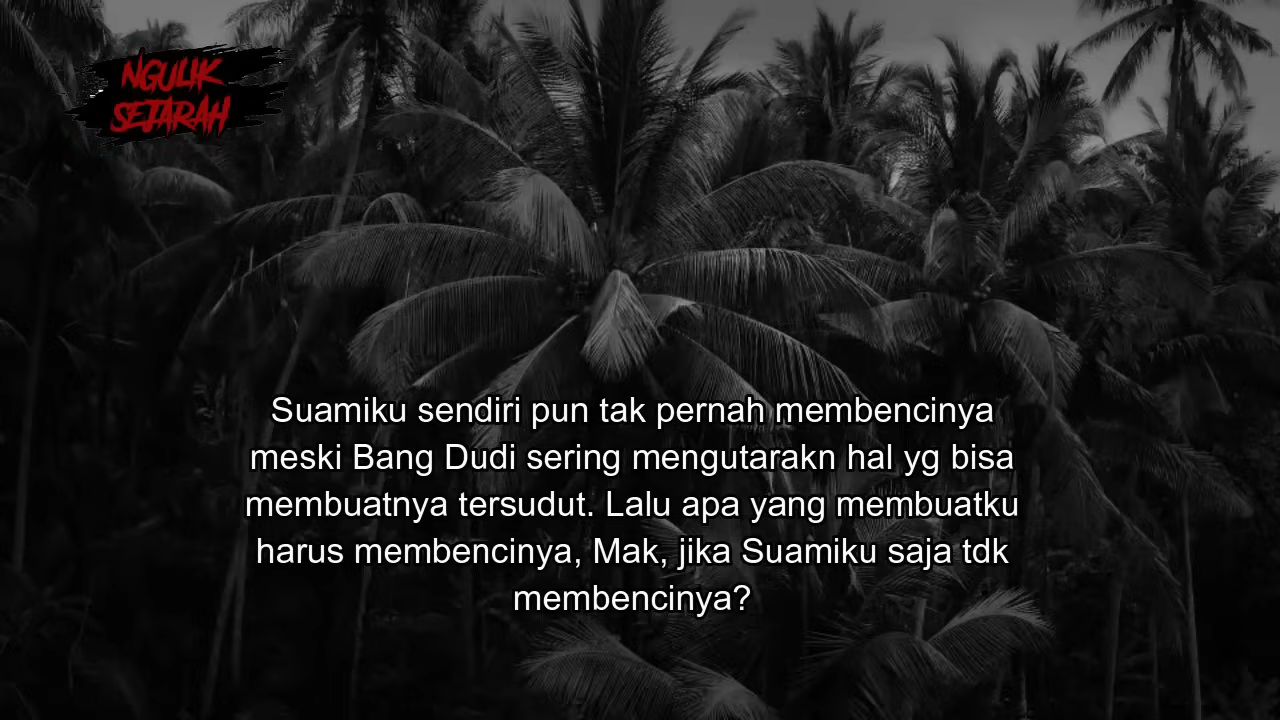 NGULIK
SEJARAH
Suamiku sendiri pun tak pernah membencinya
meski Bang Dudi sering mengutarakn hal yg bisa
membuatnya tersudut. Lalu apa yang membuatku
harus membencinya, Mak, jika Suamiku saja tdk
membencinya?